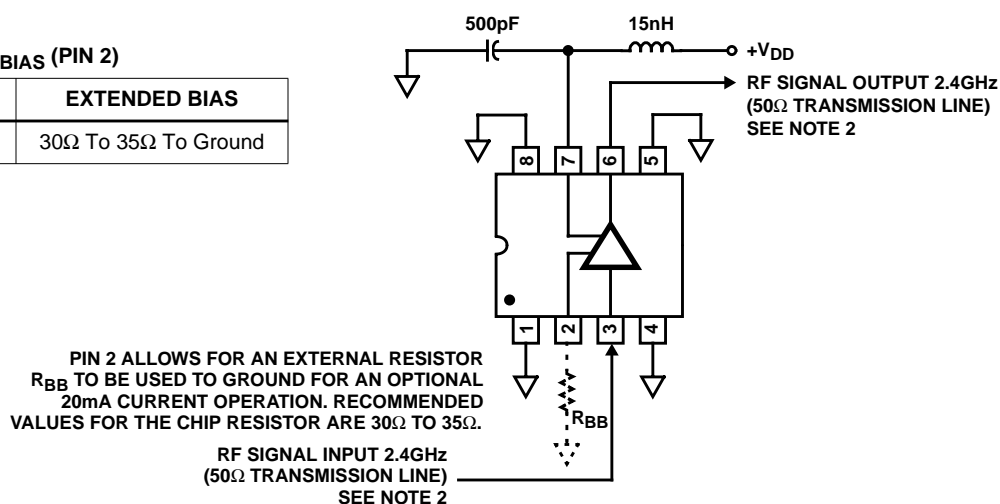 BIAS (PIN 2)
EXTENDED BIAS
30Ω To 35Ω To Ground
500pF
15nH
+VDD
RF SIGNAL OUTPUT 2.4GHz
(50Ω TRANSMISSION LINE)
SEE NOTE 2
8 7 6 5
1 2 3 4
PIN 2 ALLOWS FOR AN EXTERNAL RESISTOR
RBB TO BE USED TO GROUND FOR AN OPTIONAL
20mA CURRENT OPERATION. RECOMMENDED
VALUES FOR THE CHIP RESISTOR ARE 30Ω TO 35Ω.
RBB
RF SIGNAL INPUT 2.4GHz
(50Ω TRANSMISSION LINE)
SEE NOTE 2